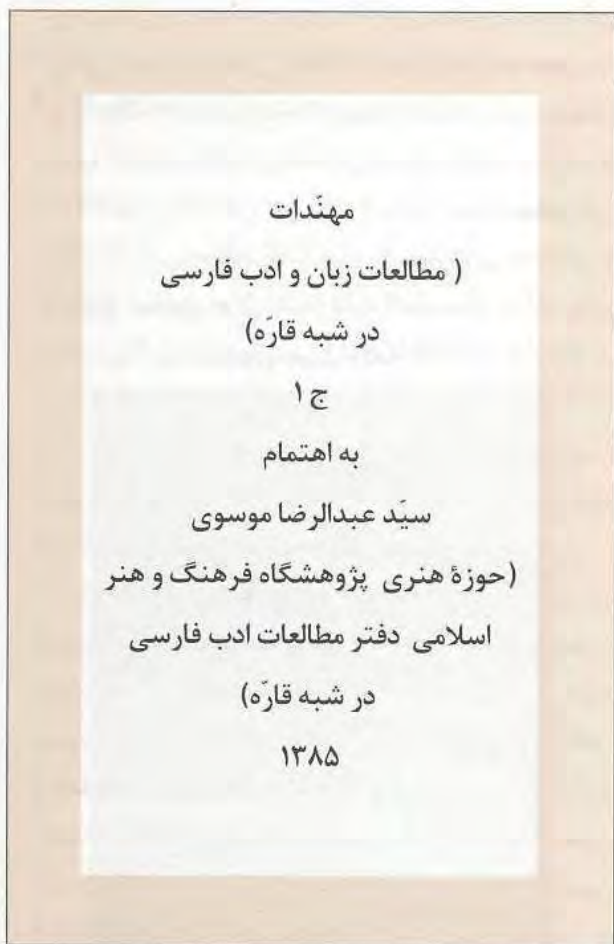 مهنّدات
( مطالعات زبان و ادب فارسی
در شبه قارّه)
ج ۱
به اهتمام
سیّد عبدالرضا موسوی
(حوزهٔ هنری پژوهشگاه فرهنگ و هنر
اسلامی دفتر مطالعات ادب فارسی
در شبه قارّه)
۱۳۸۵